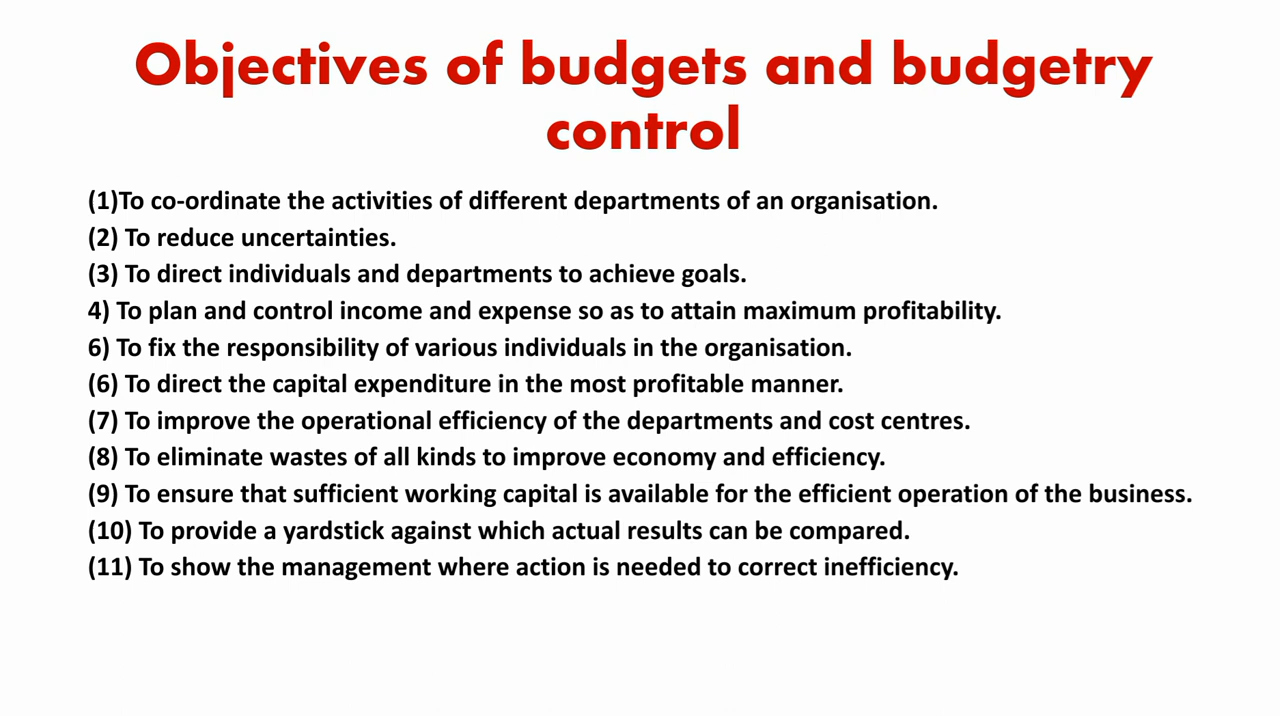 Objectives of budgets and budgetry
control
(1)To co-ordinate the activities of different departments of an organisation.
(2) To reduce uncertainties.
(3) To direct individuals and departments to achieve goals.
4) To plan and control income and expense so as to attain maximum profitability.
6) To fix the responsibility of various individuals in the organisation.
(6) To direct the capital expenditure in the most profitable manner.
(7) To improve the operational efficiency of the departments and cost centres.
(8) To eliminate wastes of all kinds to improve economy and efficiency.
(9) To ensure that sufficient working capital is available for the efficient operation of the business.
(10) To provide a yardstick against which actual results can be compared.
(11) To show the management where action is needed to correct inefficiency.